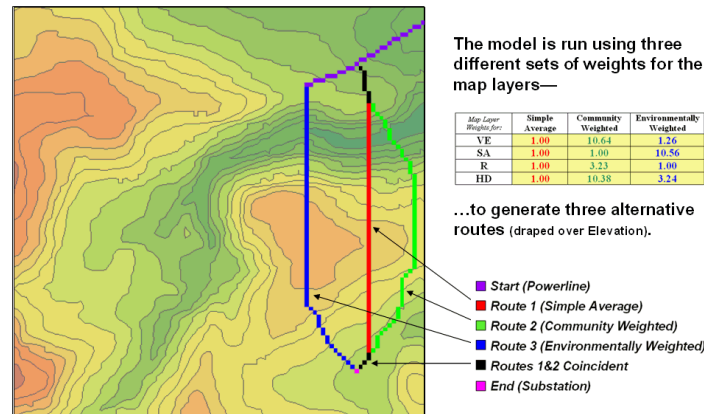 The model is run using three
different sets of weights for the
map layers—
Map Layer Weights for: Simple Average Community Weighted Environmentally Weighted
VE 1.00 10.64 1.26
SA 1.00 1.00 10.56
R 1.00 3.23 1.00
HD 1.00 10.38 3.24
…to generate three alternative
routes (draped over Elevation).
Start (Powerline)
Route 1 (Simple Average)
Route 2 (Community Weighted)
Route 3 (Environmentally Weighted)
Routes 1&2 Coincident
End (Substation)